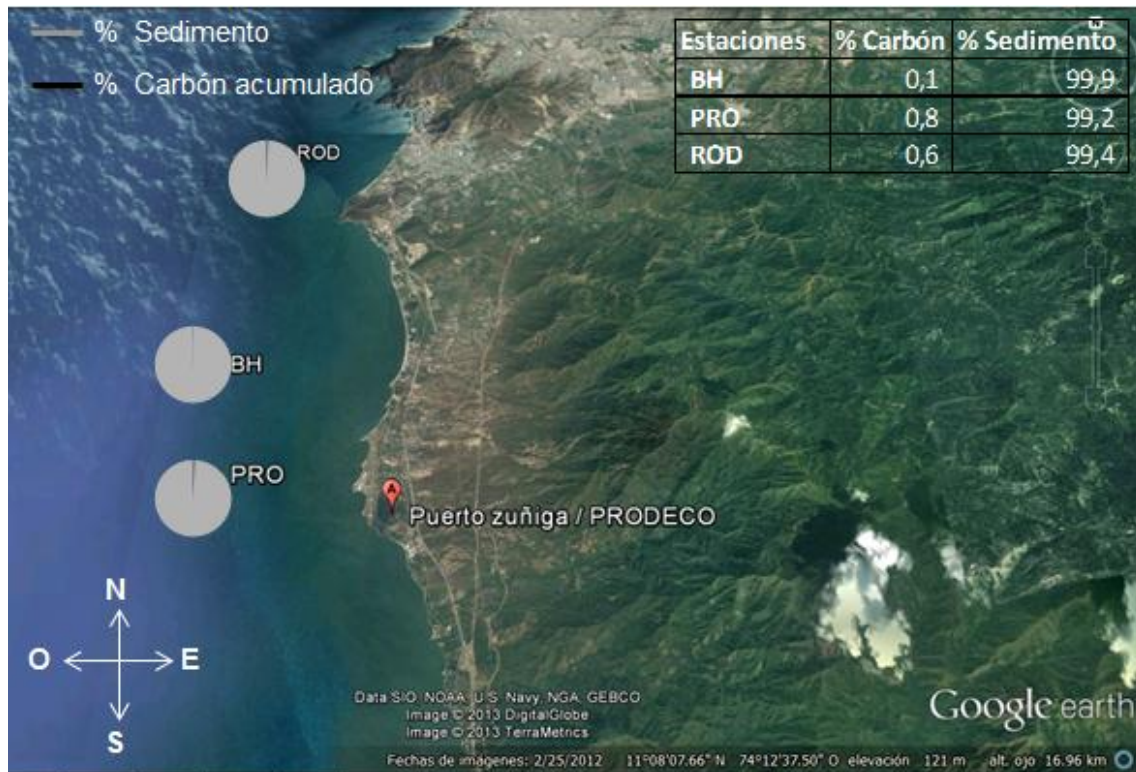 % Sedimento
% Carbón acumulado
Estaciones % Carbón % Sedimento
BH 0,1 99,9
PRO 0,8 99,2
ROD 0,6 99,4
ROD
BH
PRO
A
Puerto zuñiga / PRODECO
N
O E
S
Data SIO, NOAA, U.S. Navy, NGA, GEBCO
Image © 2013 DigitalGlobe
Image © 2013 TerraMetrics
Google earth
Fechas de imágenes: 2/25/2012 11°08'07.66" N 74°12'37.50" O elevación 121 m alt. ojo 16.96 km